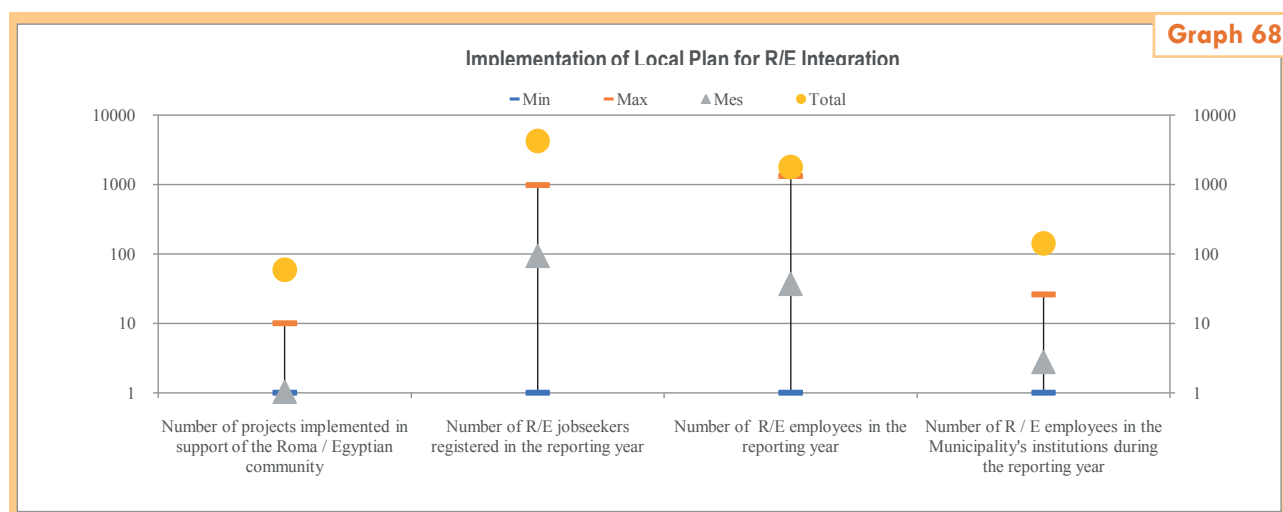 Graph 68
Implementation of Local Plan for R/E Integration
Min Max Mes Total
10000 10000
1000 1000
100 100
10 10
1 1
Number of projects implemented in
support of the Roma / Egyptian
community
Number of R/E jobseekers
registered in the reporting year
Number of R/E employees in the
reporting year
Number of R / E employees in the
Municipality's institutions during
the reporting year